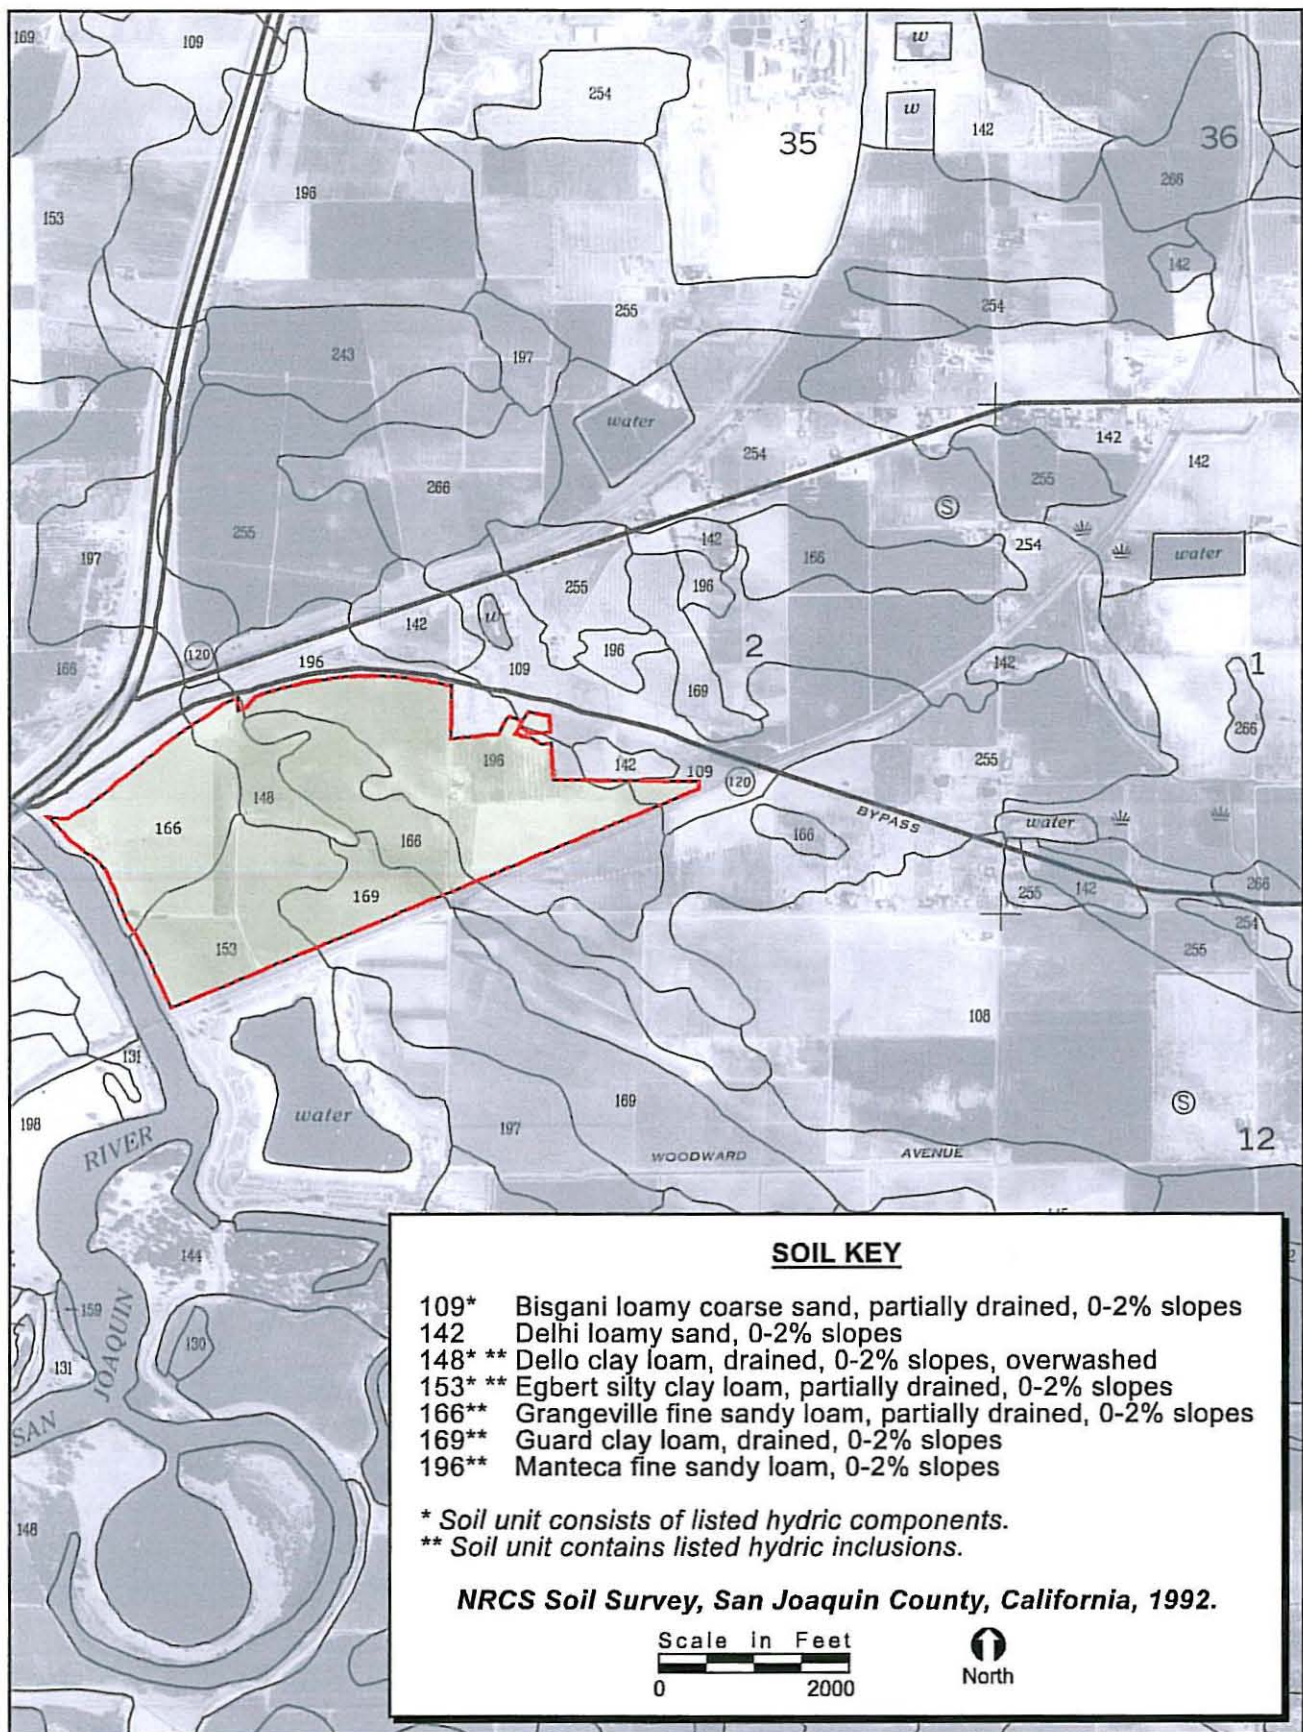 169
109
w
254
w
142
35
36
266
196
153
142
254
255
243
197
water
142
254
142
266
255
255
197
S
142
254
water
166
255
196
142
w
196
2
120
196
109
166
169
142
1
266
196
142
109
120
255
148
166
166
BYPASS
water
166
169
255
142
266
254
153
255
108
131
water
169
S
198
RIVER
197
WOODWARD AVENUE
12
144
159
JOAQUIN
130
131
SAN
148
SOIL KEY
109* Bisgani loamy coarse sand, partially drained, 0-2% slopes
142 Delhi loamy sand, 0-2% slopes
148* ** Dello clay loam, drained, 0-2% slopes, overwashed
153* ** Egbert silty clay loam, partially drained, 0-2% slopes
166** Grangeville fine sandy loam, partially drained, 0-2% slopes
169** Guard clay loam, drained, 0-2% slopes
196** Manteca fine sandy loam, 0-2% slopes
* Soil unit consists of listed hydric components.
** Soil unit contains listed hydric inclusions.
NRCS Soil Survey, San Joaquin County, California, 1992.
Scale in Feet
0 2000
North